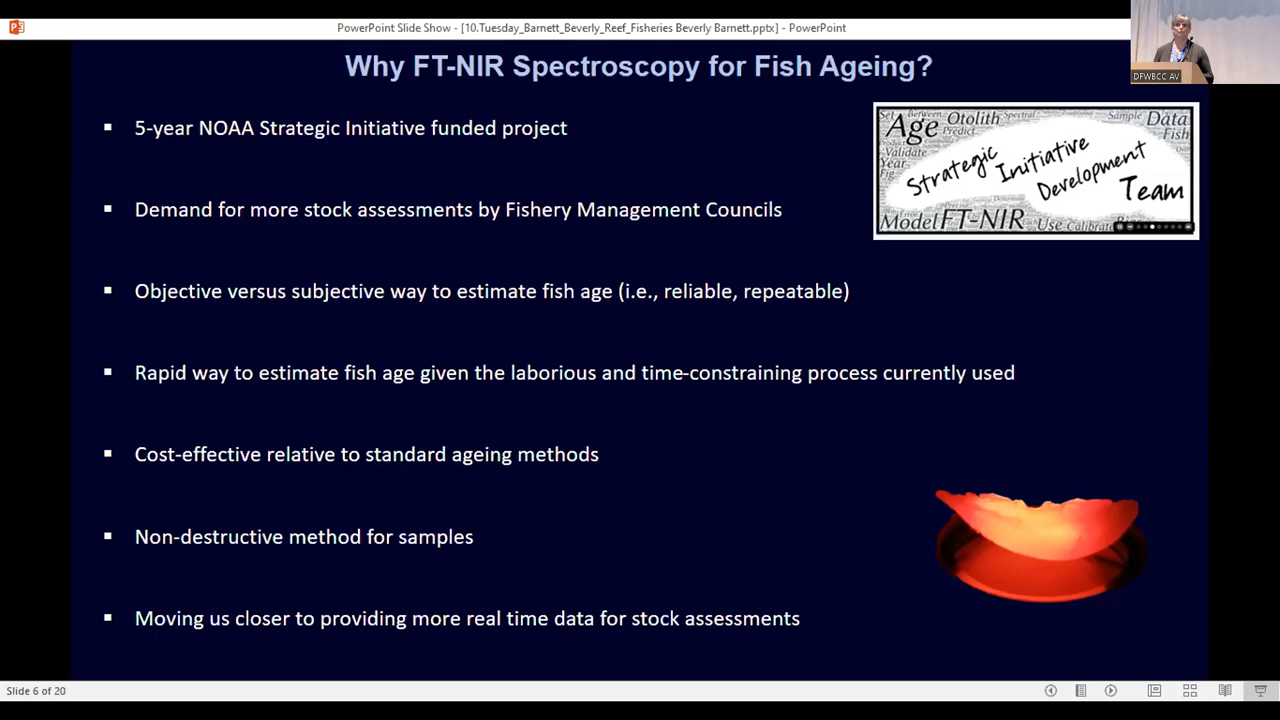 PowerPoint Slide Show - [10.Tuesday_Barnett_Beverly_Reef_Fisheries Beverly Barnett.pptx] - PowerPoint
DFWBCC AV
Why FT-NIR Spectroscopy for Fish Ageing?
5-year NOAA Strategic Initiative funded project
Age Otolith Spectral Sample Data
Predict Fish
Validate
Year
Strategic Initiative
Development
Team
Model FT-NIR Use Calibrate
Demand for more stock assessments by Fishery Management Councils
Objective versus subjective way to estimate fish age (i.e., reliable, repeatable)
Rapid way to estimate fish age given the laborious and time-constraining process currently used
Cost-effective relative to standard ageing methods
Non-destructive method for samples
Moving us closer to providing more real time data for stock assessments
Slide 6 of 20